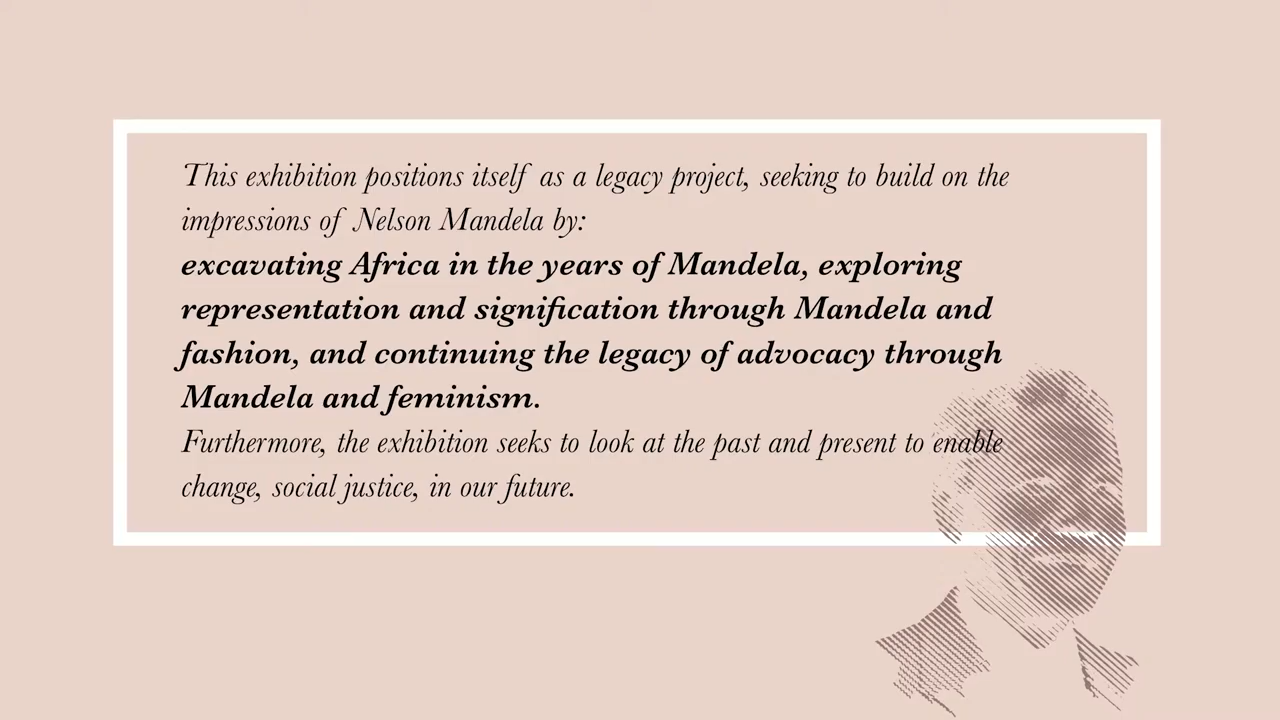 This exhibition positions itself as a legacy project, seeking to build on the
impressions of Nelson Mandela by:
excavating Africa in the years of Mandela, exploring
representation and signification through Mandela and
fashion, and continuing the legacy of advocacy through
Mandela and feminism.
Furthermore, the exhibition seeks to look at the past and present to enable
change, social justice, in our future.